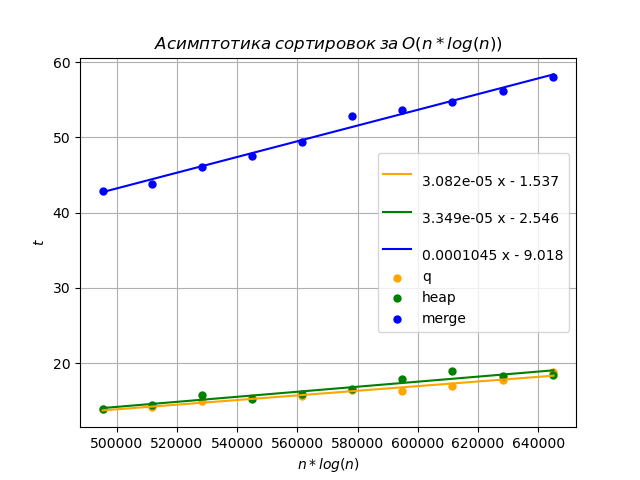 Асимптотика сортировок за O(n * log(n))
60
50
40
30
20
t
3.082e-05 x - 1.537
3.349e-05 x - 2.546
0.0001045 x - 9.018
q
heap
merge
500000 520000 540000 560000 580000 600000 620000 640000
n * log(n)